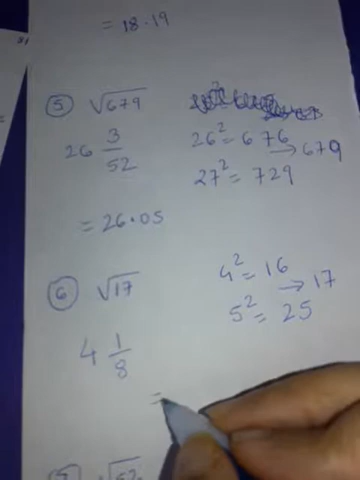 = 18.19
5 √679
26² = 676
→ 679
26 3/52
27² = 729
= 26.05
6 √17
4² = 16
→ 17
5² = 25
4 1/8
=